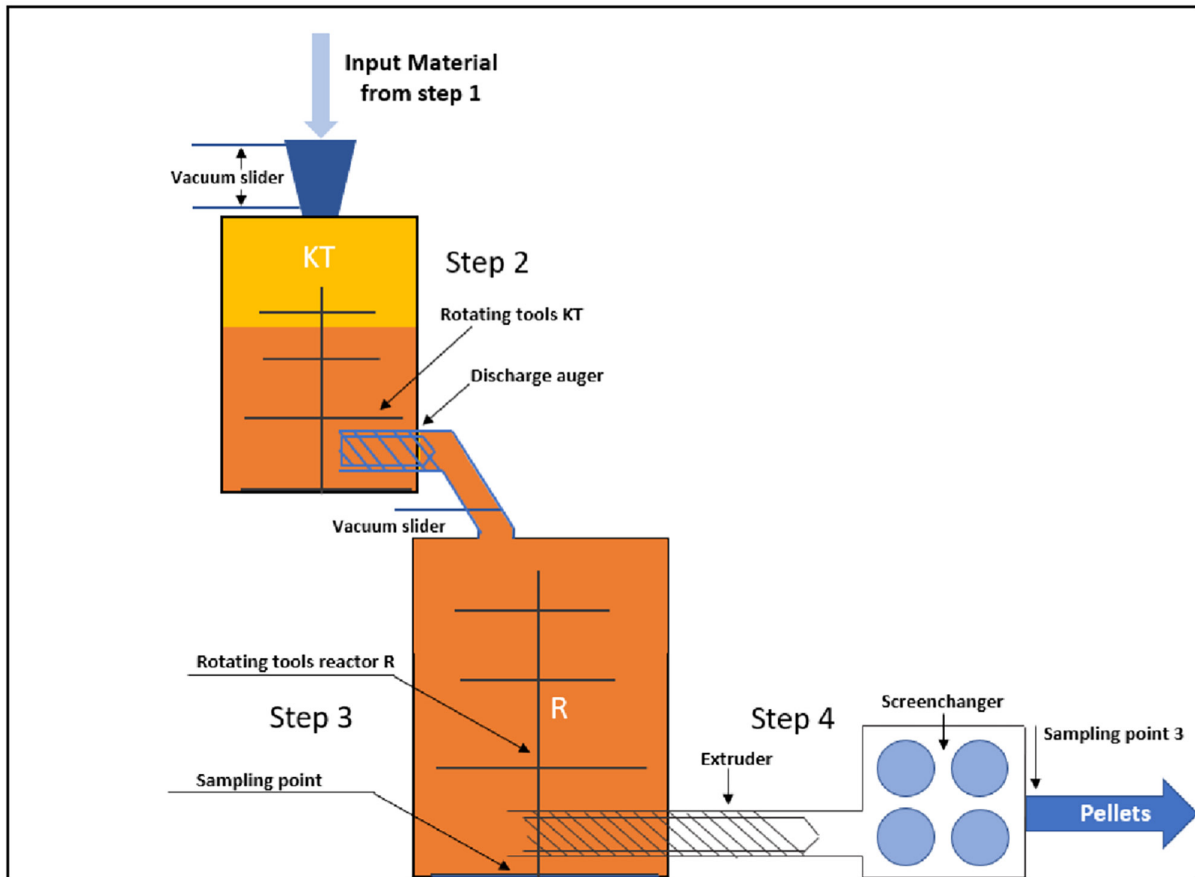 Input Material
from step 1
Vacuum slider
KT
Step 2
Rotating tools KT
Discharge auger
Vacuum slider
Rotating tools reactor R
Step 3
R
Step 4
Screenchanger
Sampling point 3
Extruder
Sampling point
Pellets